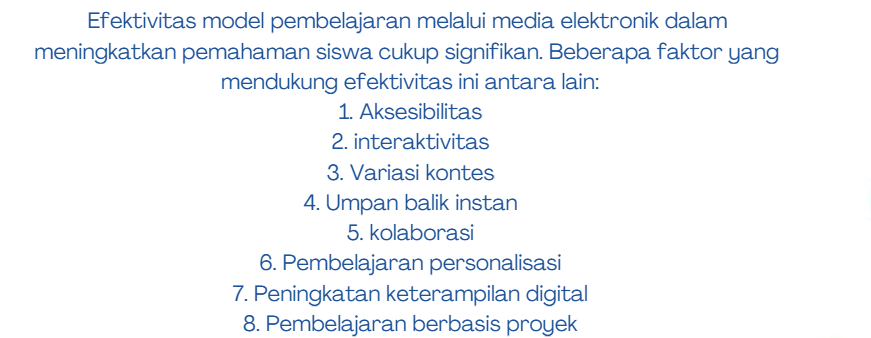 Efektivitas model pembelajaran melalui media elektronik dalam
meningkatkan pemahaman siswa cukup signifikan. Beberapa faktor yang
mendukung efektivitas ini antara lain:
1. Aksesibilitas
2. interaktivitas
3. Variasi kontes
4. Umpan balik instan
5. kolaborasi
6. Pembelajaran personalisasi
7. Peningkatan keterampilan digital
8. Pembelajaran berbasis proyek